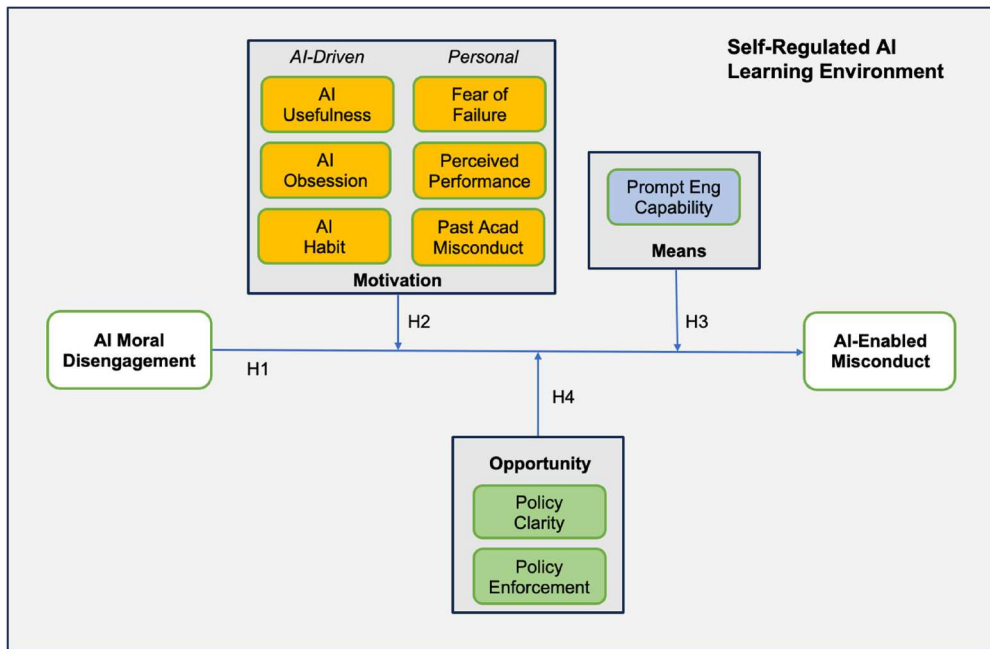 Self-Regulated AI
Learning Environment
AI-Driven
Personal
AI
Usefulness
Fear of
Failure
AI
Obsession
Perceived
Performance
AI
Habit
Past Acad
Misconduct
Motivation
Prompt Eng
Capability
Means
H2
H3
AI Moral
Disengagement
H1
AI-Enabled
Misconduct
H4
Opportunity
Policy
Clarity
Policy
Enforcement